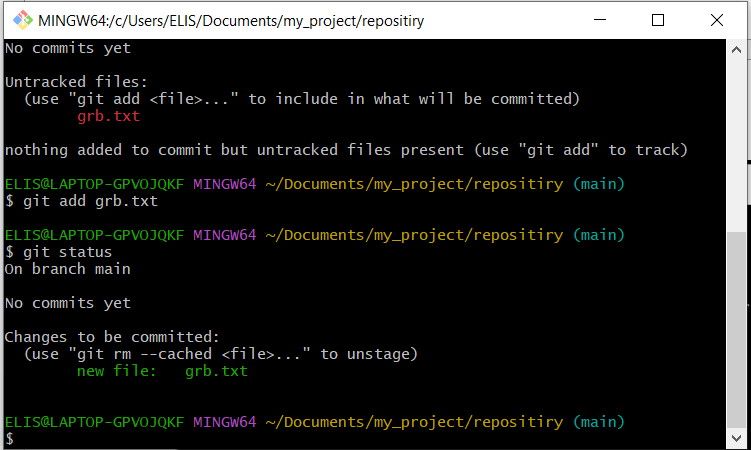 MINGW64:/c/Users/ELIS/Documents/my_project/repositiry
No commits yet
Untracked files:
  (use "git add <file>..." to include in what will be committed)
        grb.txt
nothing added to commit but untracked files present (use "git add" to track)
ELIS@LAPTOP-GPVOJQKF MINGW64 ~/Documents/my_project/repositiry (main)
$ git add grb.txt
ELIS@LAPTOP-GPVOJQKF MINGW64 ~/Documents/my_project/repositiry (main)
$ git status
On branch main
No commits yet
Changes to be committed:
  (use "git rm --cached <file>..." to unstage)
        new file:   grb.txt
ELIS@LAPTOP-GPVOJQKF MINGW64 ~/Documents/my_project/repositiry (main)
$